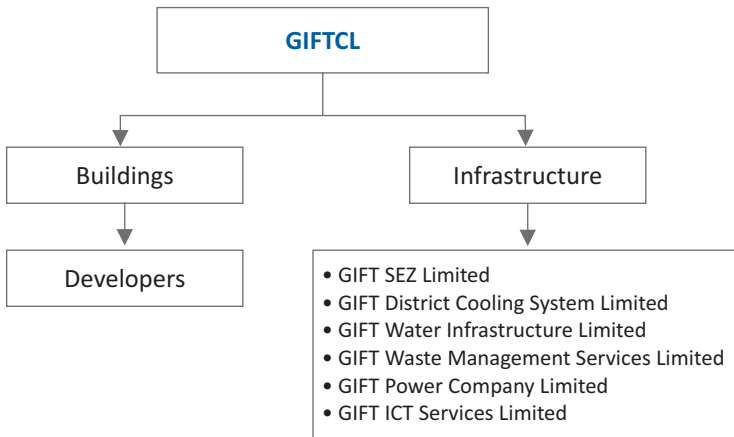 GIFTCL
Buildings
Infrastructure
Developers
• GIFT SEZ Limited
• GIFT District Cooling System Limited
• GIFT Water Infrastructure Limited
• GIFT Waste Management Services Limited
• GIFT Power Company Limited
• GIFT ICT Services Limited